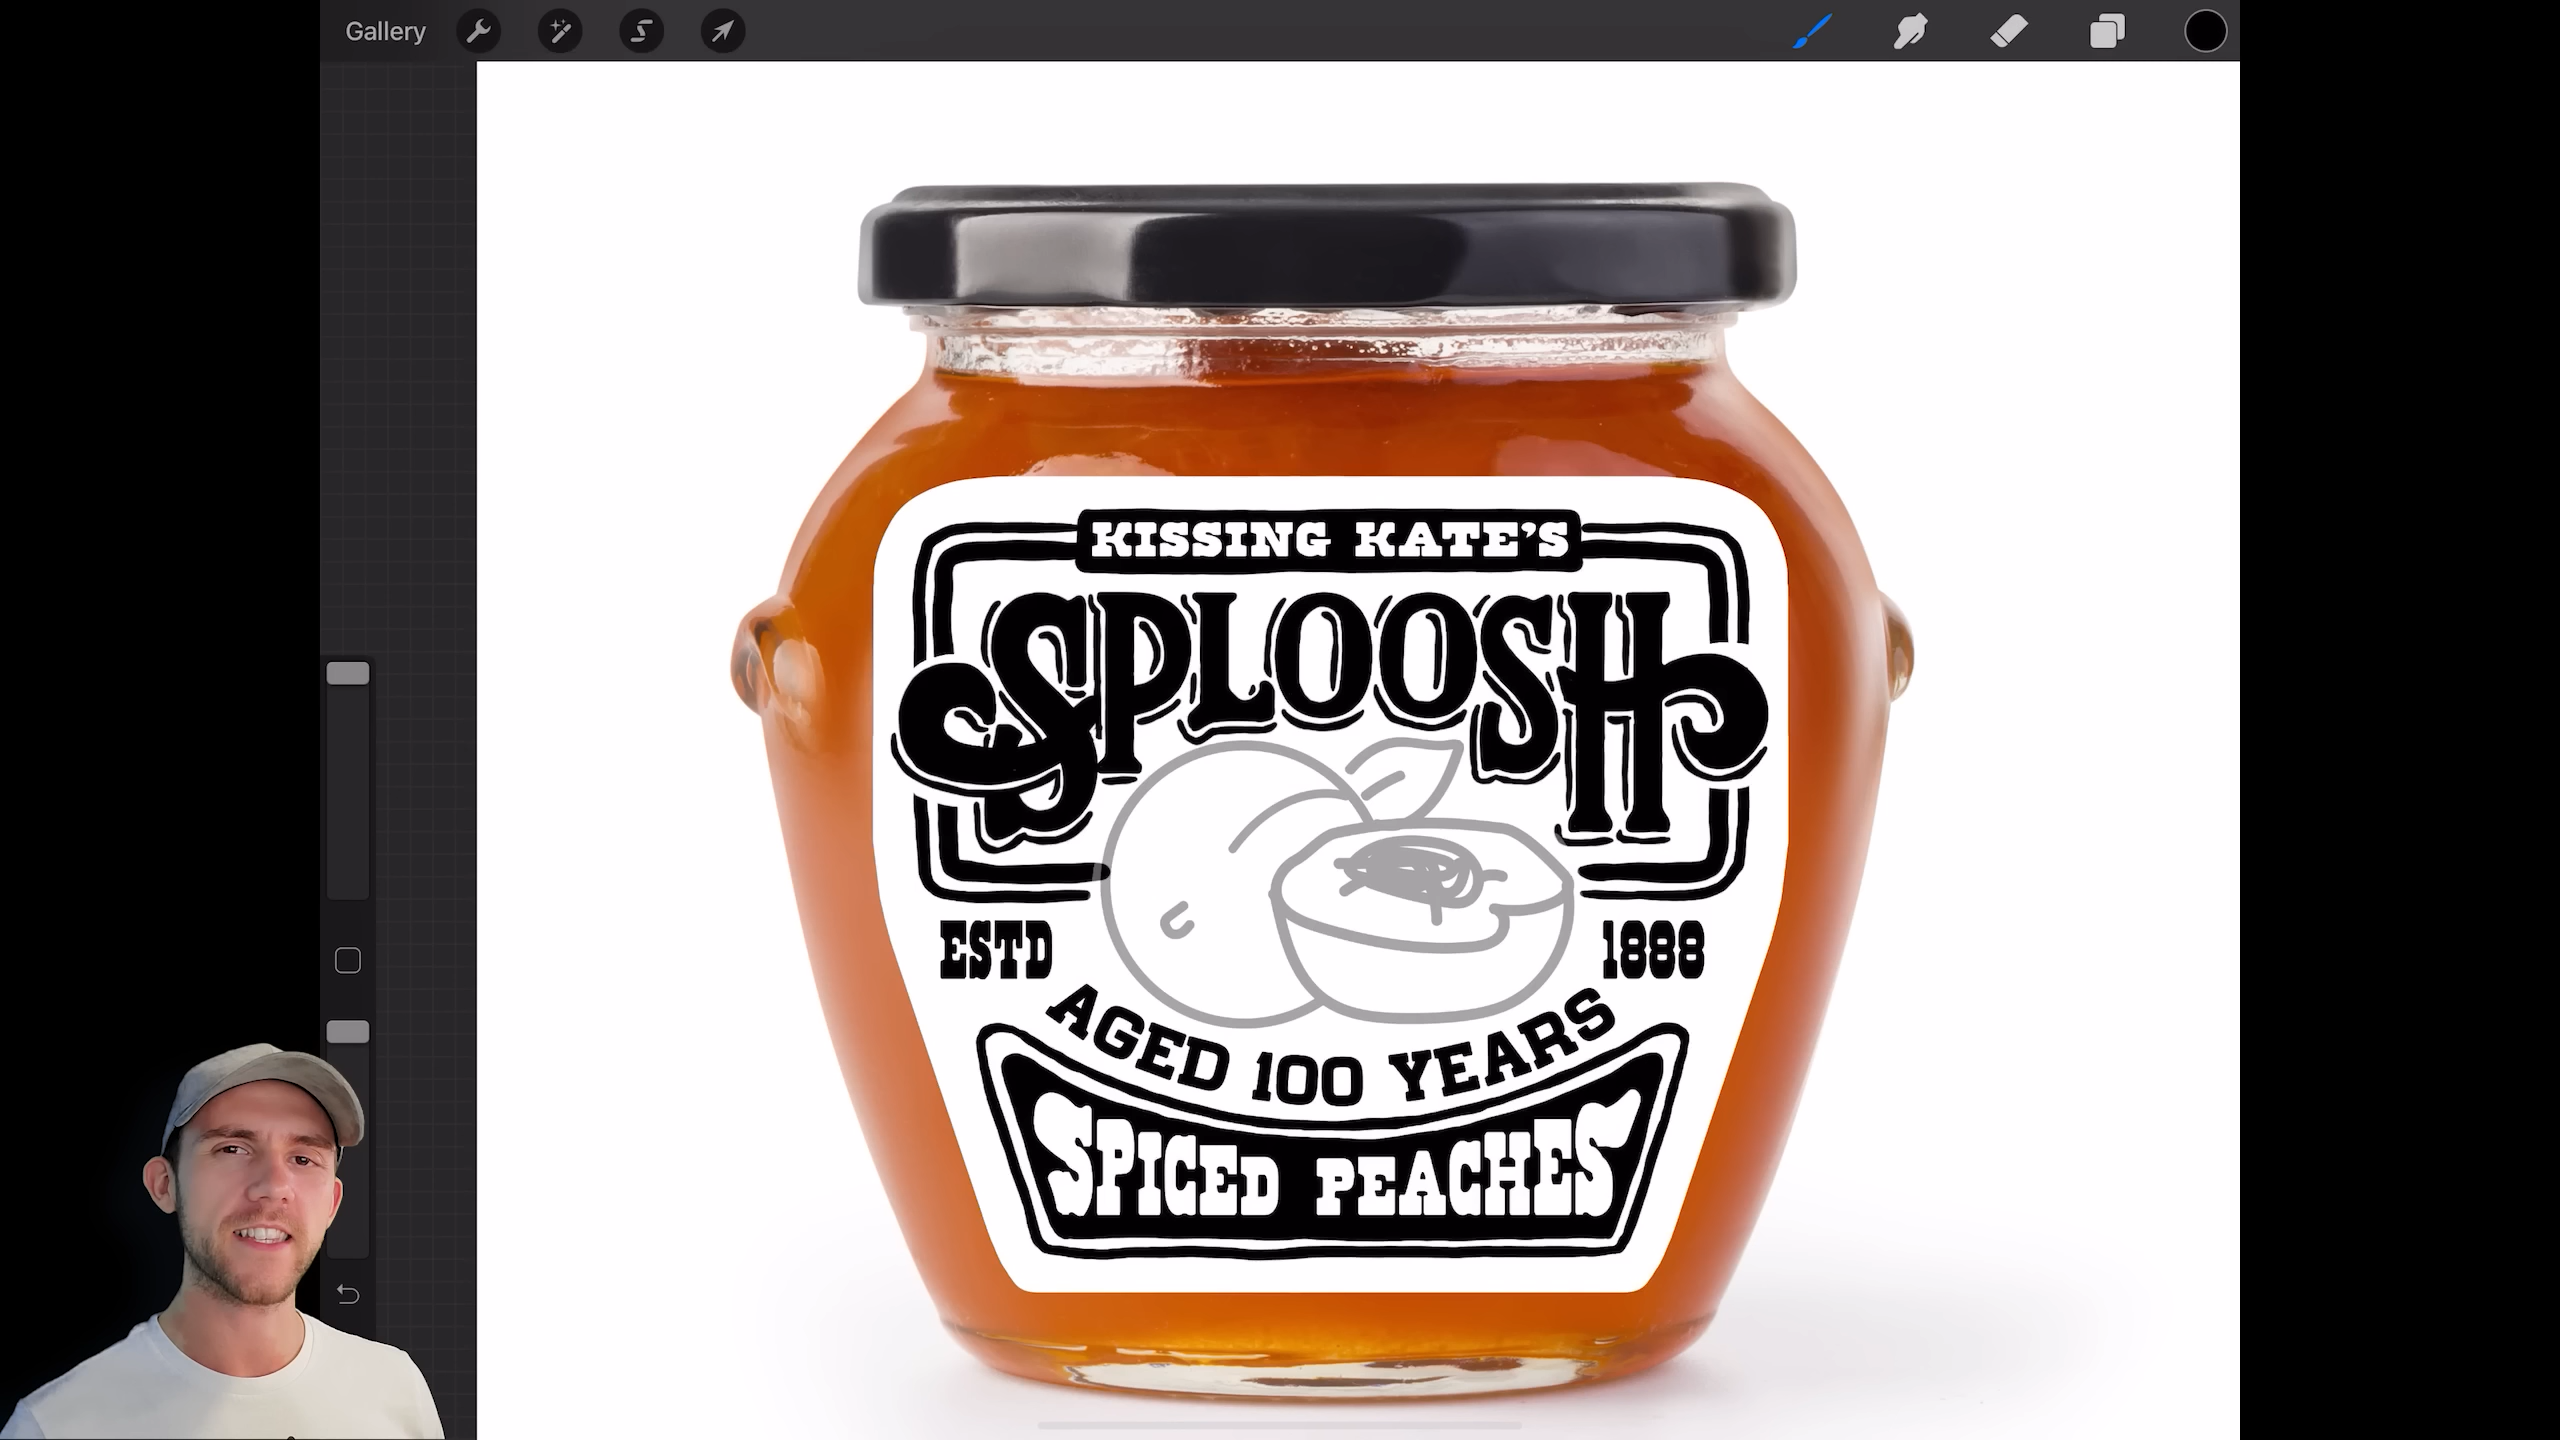 Gallery
KISSING KATE'S
SPLOOSH
ESTD 1888
AGED 100 YEARS
SPICED PEACHES